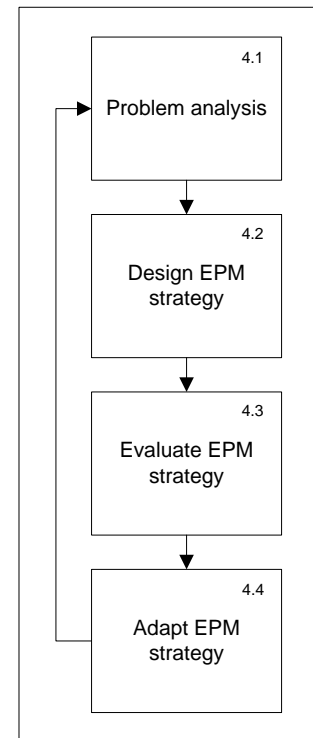 4.1
Problem analysis
4.2
Design EPM
strategy
4.3
Evaluate EPM
strategy
4.4
Adapt EPM
strategy